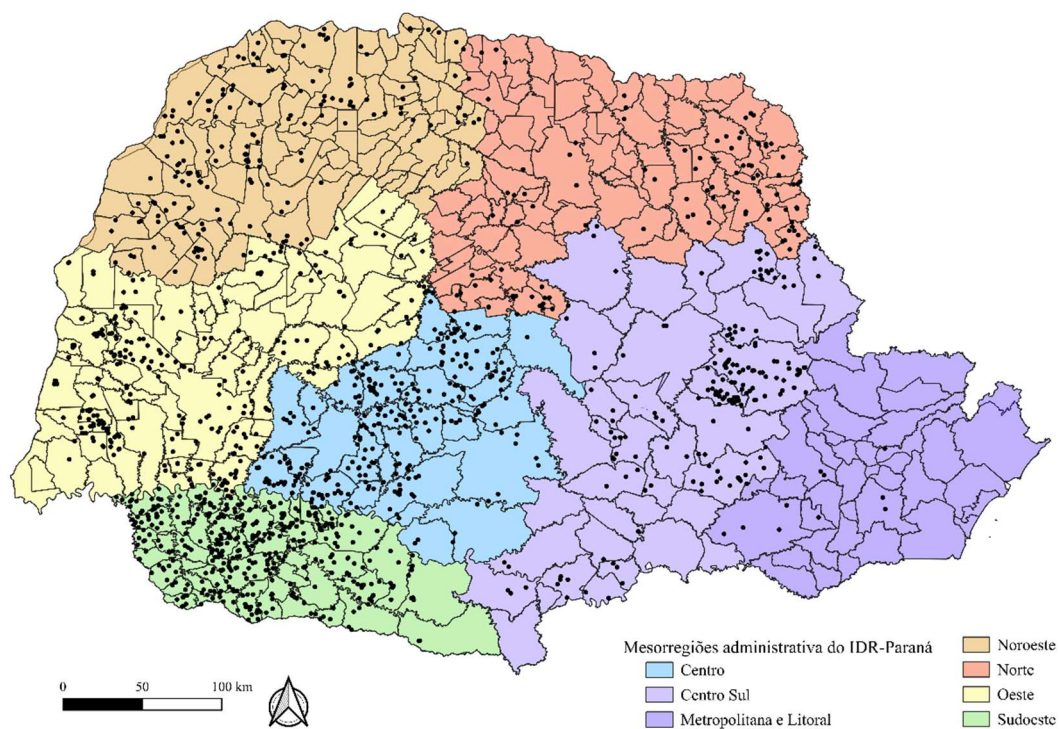 Mesorregiões administrativa do IDR-Paraná
Centro
Centro Sul
Metropolitana e Litoral
Noroeste
Norte
Oeste
Sudoeste
0 50 100 km